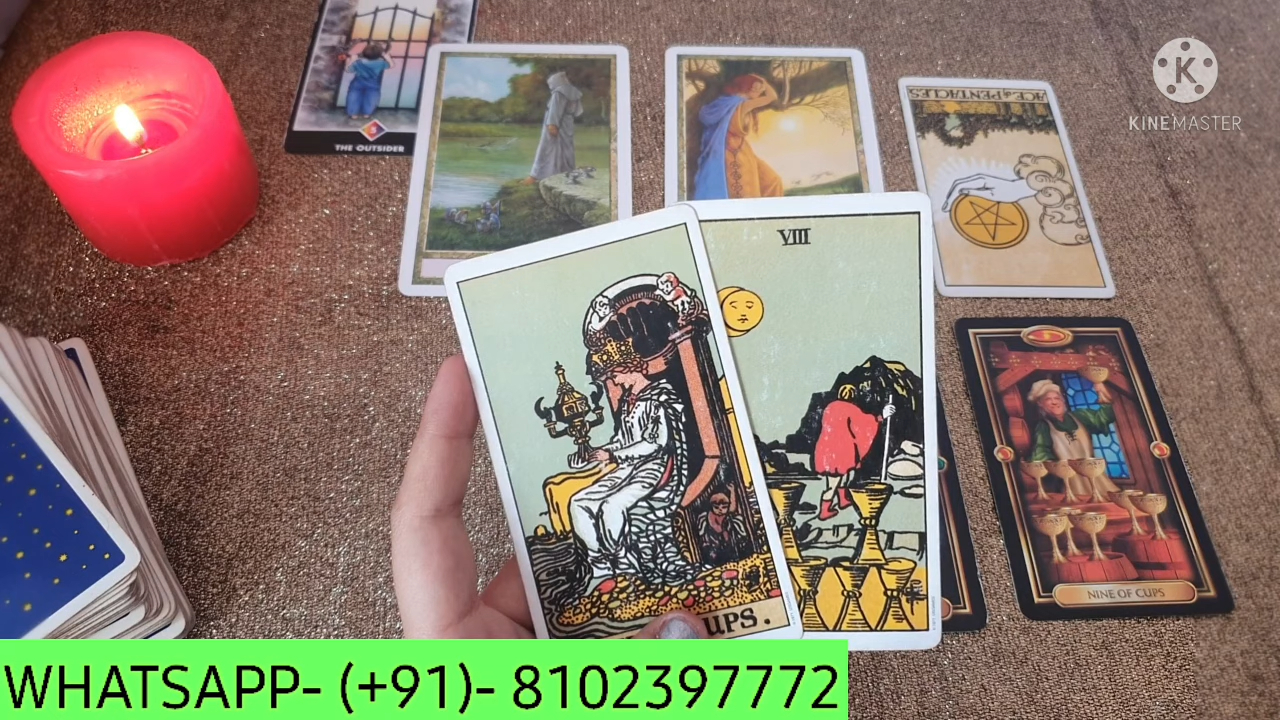 THE OUTSIDER
ACE of PENTACLES
K
KINEMASTER
VIII
CUPS.
NINE OF CUPS
WHATSAPP- (+91)- 8102397772